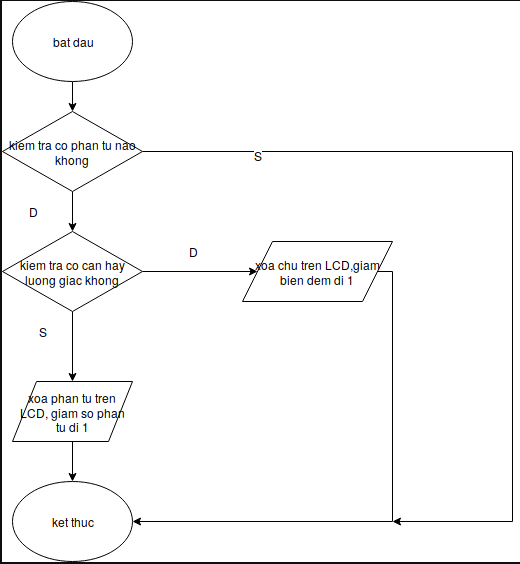 bat dau
kiem tra co phan tu nao
khong
S
D
kiem tra co can hay
luong giac khong
D
xoa chu tren LCD,giam
bien dem di 1
S
xoa phan tu tren
LCD, giam so phan
tu di 1
ket thuc